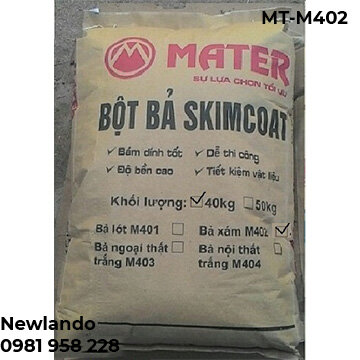 MT-M402
MATER
SỰ LỰA CHỌN TỐI ƯU
BỘT BẢ SKIMCOAT
Bám dính tốt Dễ thi công
Độ bền cao Tiết kiệm vật liệu
Khối lượng: 40kg 50kg
Bả lót M401 Bả xám M402
Bả ngoại thất Bả nội thất
trắng M403 trắng M404
Newlando
0981 958 228